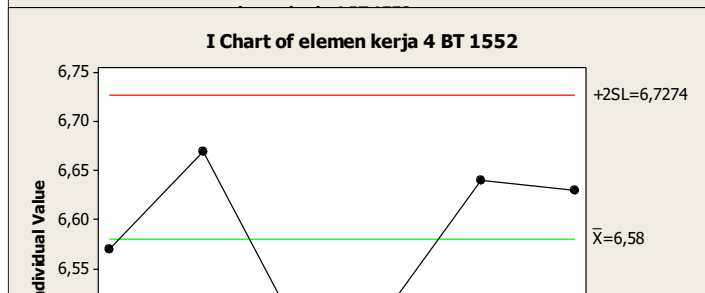 I Chart of elemen kerja 4 BT 1552
6,75
6,70
6,65
6,60
6,55
Individual Value
+2SL=6,7274
X̅=6,58